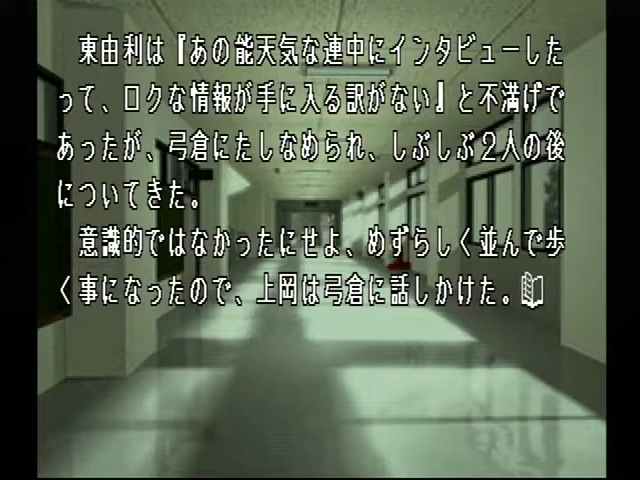 東由利は『あの能天気な連中にインタビューした
って、ロクな情報が手に入る訳がない』と不満げで
あったが、弓倉にたしなめられ、しぶしぶ２人の後
についてきた。
意識的ではなかったにせよ、めずらしく並んで歩
く事になったので、上岡は弓倉に話しかけた。